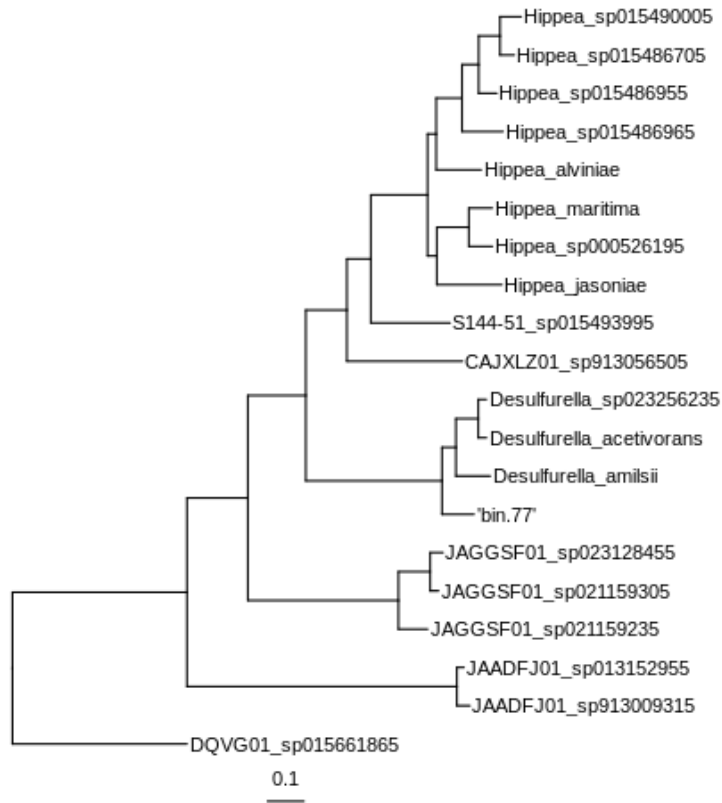 Hippea_sp015490005
Hippea_sp015486705
Hippea_sp015486955
Hippea_sp015486965
Hippea_alviniae
Hippea_maritima
Hippea_sp000526195
Hippea_jasoniae
S144-51_sp015493995
CAJXLZ01_sp913056505
Desulfurella_sp023256235
Desulfurella_acetivorans
Desulfurella_amilsii
'bin.77'
JAGGSF01_sp023128455
JAGGSF01_sp021159305
JAGGSF01_sp021159235
JAADFJ01_sp013152955
JAADFJ01_sp913009315
DQVG01_sp015661865
0.1